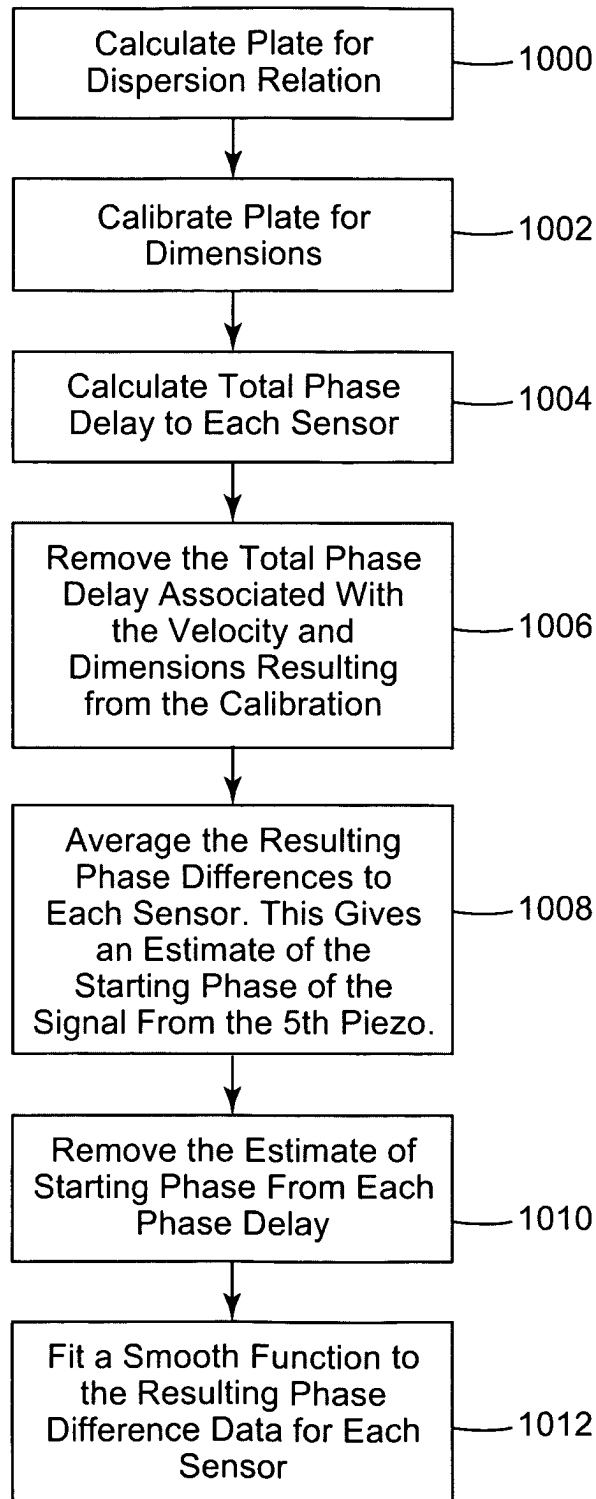 Calculate Plate for
Dispersion Relation
1000
Calibrate Plate for
Dimensions
1002
Calculate Total Phase
Delay to Each Sensor
1004
Remove the Total Phase
Delay Associated With
the Velocity and
Dimensions Resulting
from the Calibration
1006
Average the Resulting
Phase Differences to
Each Sensor. This Gives
an Estimate of the
Starting Phase of the
Signal From the 5th Piezo.
1008
Remove the Estimate of
Starting Phase From Each
Phase Delay
1010
Fit a Smooth Function to
the Resulting Phase
Difference Data for Each
Sensor
1012